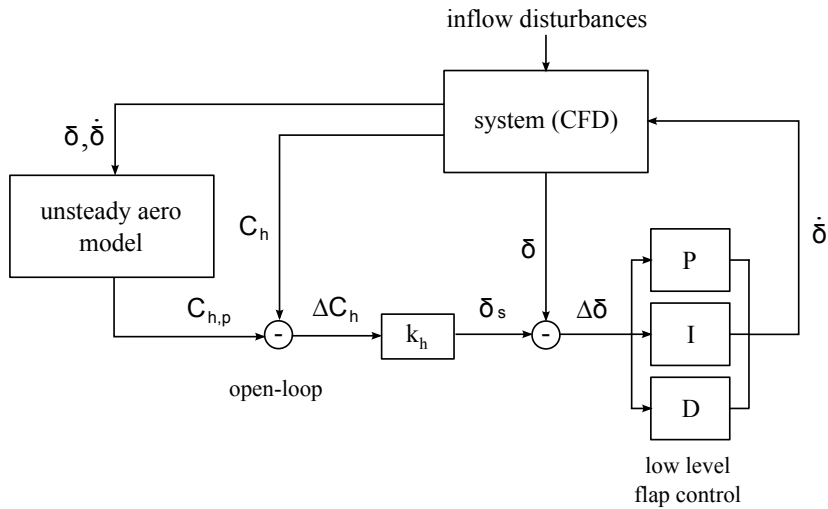 inflow disturbances
system (CFD)
δ,δ̇
unsteady aero
model
C_h
δ
δ̇
P
C_h,p
ΔC_h
δ_s
Δδ
-
k_h
-
I
open-loop
D
low level
flap control